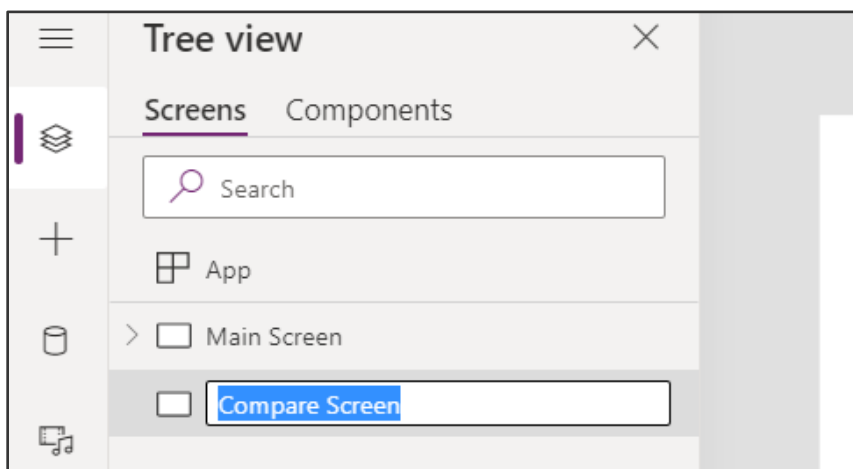 Tree view
Screens Components
Search
App
Main Screen
Compare Screen